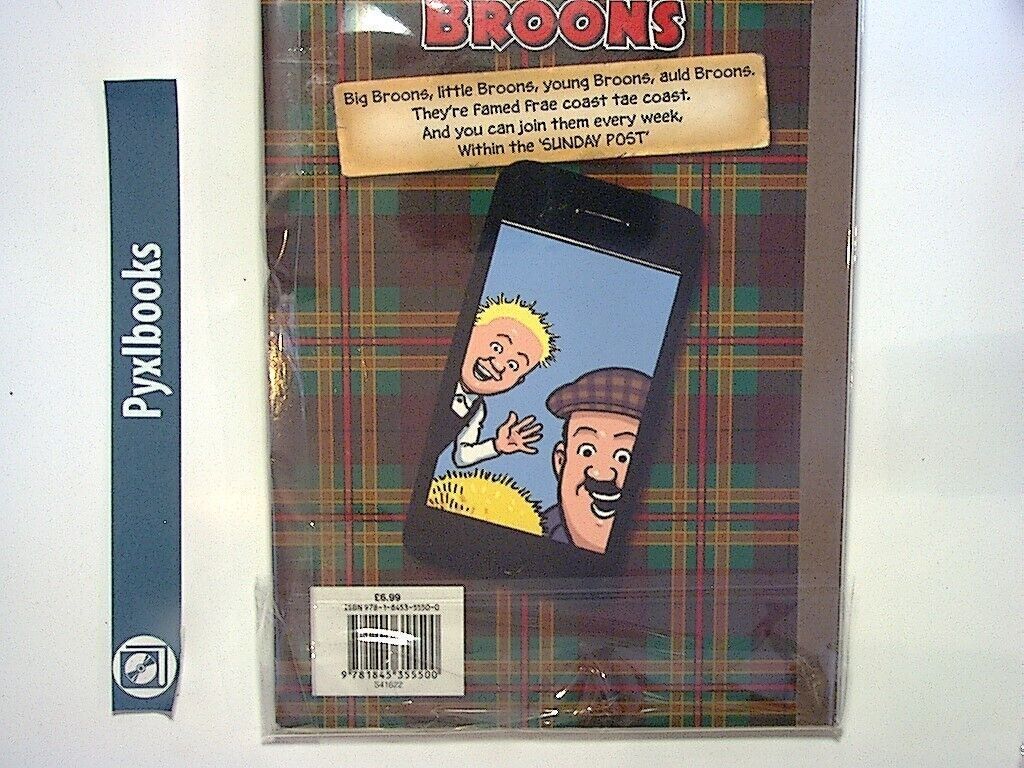 BROONS
Big Broons, little Broons, young Broons, auld Broons.
They're famed frae coast tae coast.
And you can join them every week,
Within the 'SUNDAY POST'
Pyxlbooks
£6.99
ISBN 978-1-8453-5550-0
9 781845 355500
S41622